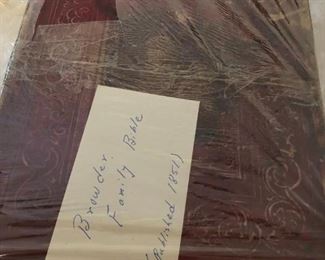 Browder
Family Bible
(Published 1851)